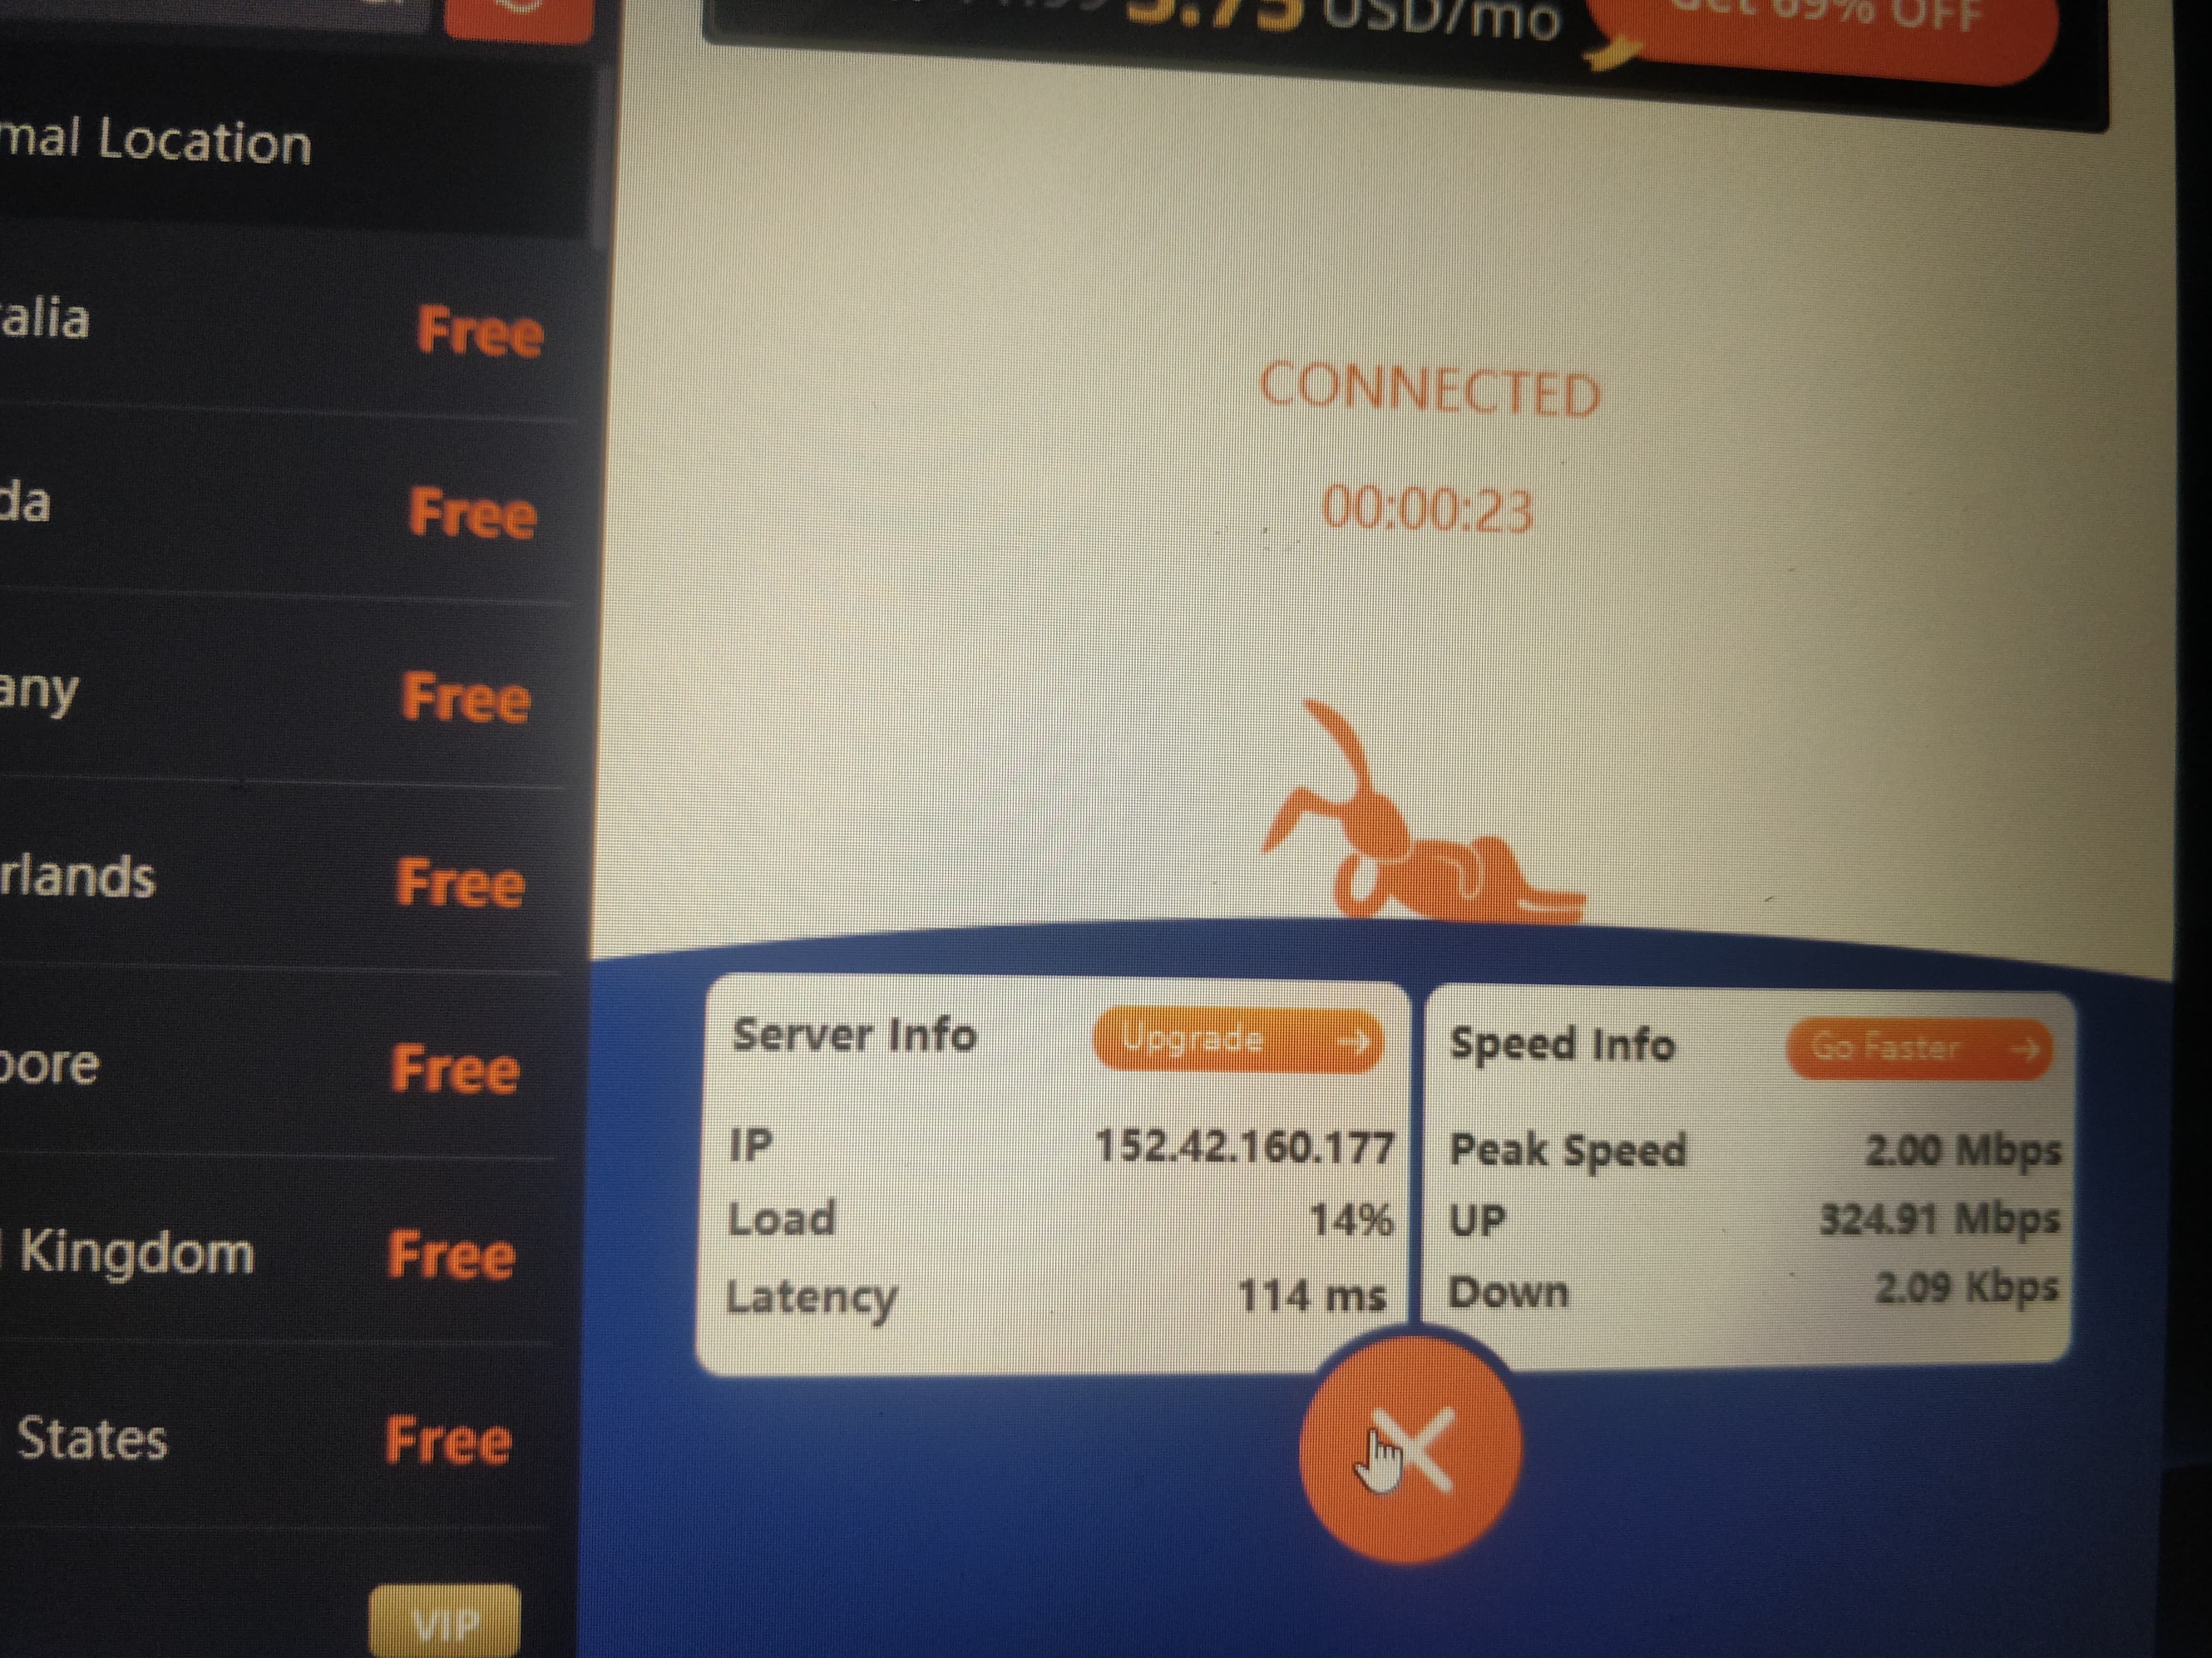 3.75 USD/mo
Get 69% OFF
mal Location
alia Free
da Free
any Free
rlands Free
pore Free
Kingdom Free
States Free
VIP
CONNECTED
00:00:23
Server Info Upgrade →
IP 152.42.160.177
Load 14%
Latency 114 ms
Speed Info Go Faster →
Peak Speed 2.00 Mbps
UP 324.91 Mbps
Down 2.09 Kbps